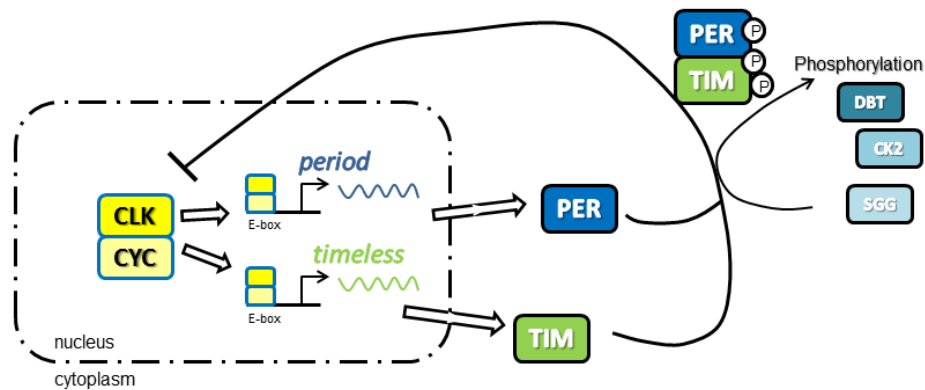 PER
P
TIM
P
P
Phosphorylation
DBT
CK2
SGG
period
CLK
CYC
E-box
PER
timeless
E-box
TIM
nucleus
cytoplasm